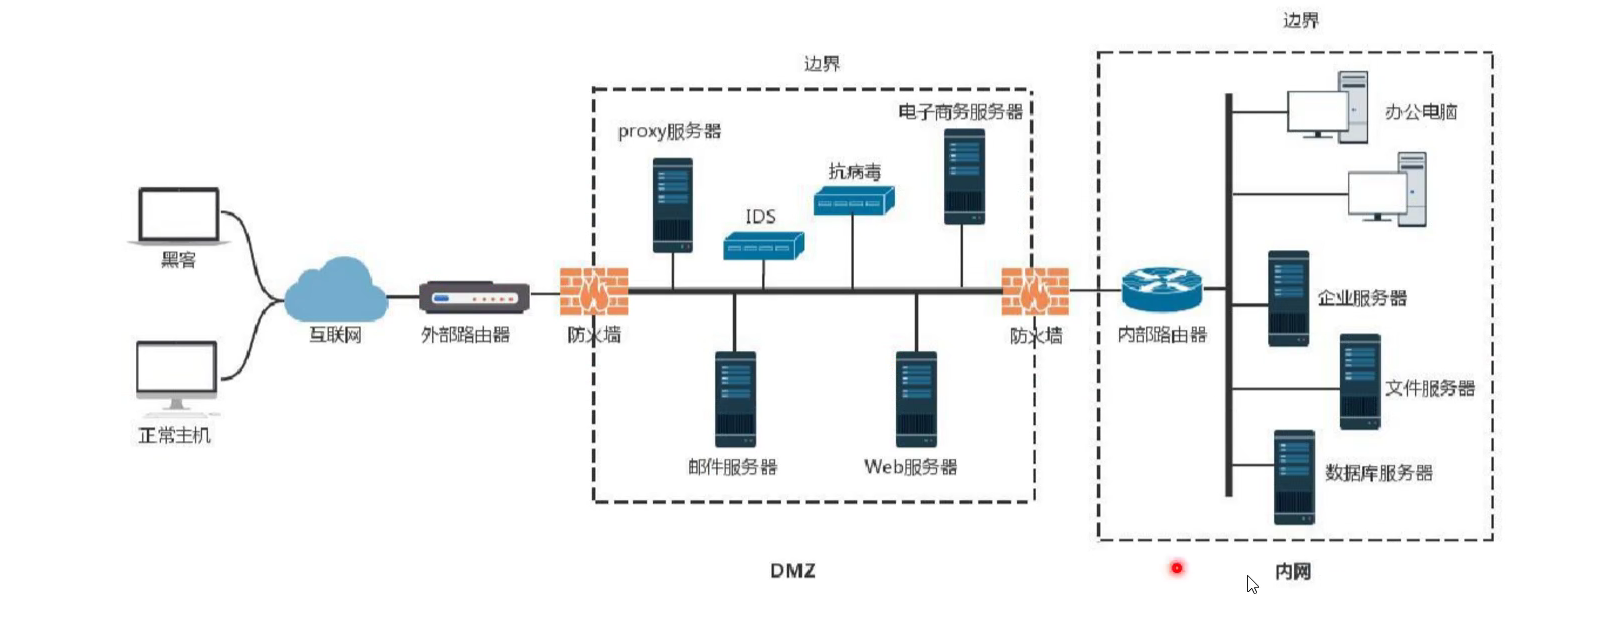 边界
边界
电子商务服务器
proxy服务器
抗病毒
IDS
办公电脑
黑客
互联网
外部路由器
防火墙
防火墙
内部路由器
企业服务器
文件服务器
正常主机
邮件服务器
Web服务器
数据库服务器
DMZ
内网